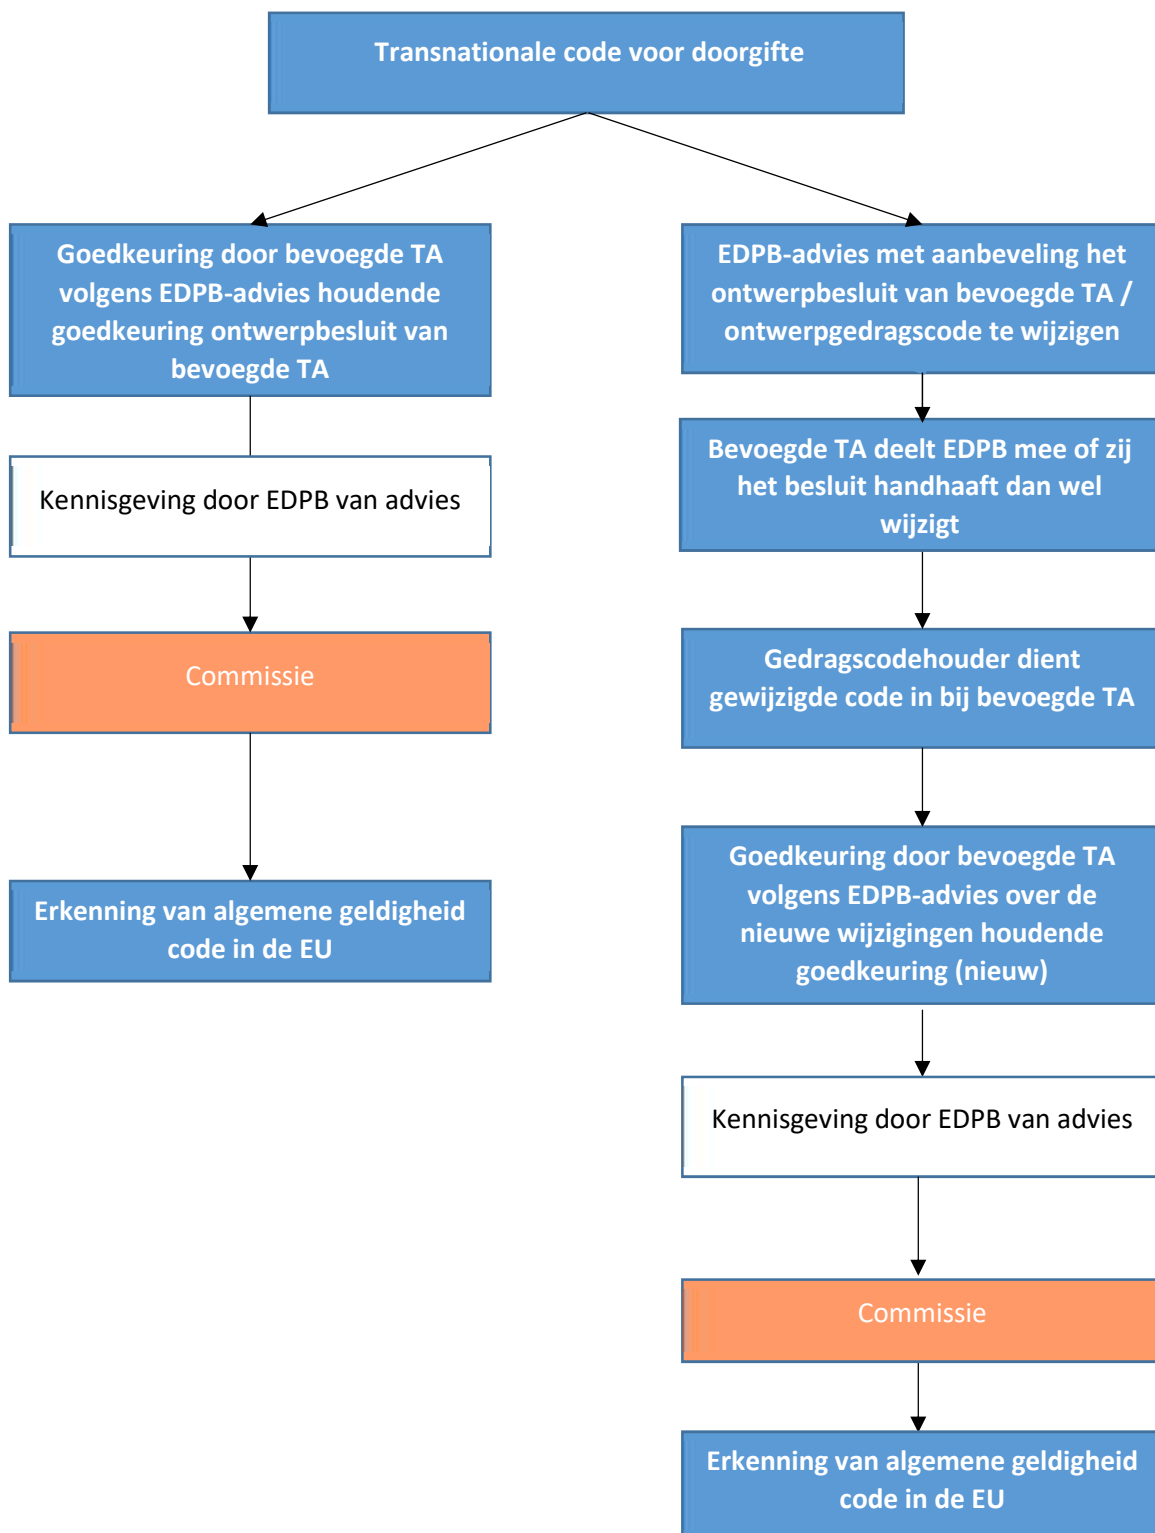 Transnationale code voor doorgifte
Goedkeuring door bevoegde TA
volgens EDPB-advies houdende
goedkeuring ontwerpbesluit van
bevoegde TA
Kennisgeving door EDPB van advies
Commissie
Erkenning van algemene geldigheid
code in de EU
EDPB-advies met aanbeveling het
ontwerpbesluit van bevoegde TA /
ontwerpgedragscode te wijzigen
Bevoegde TA deelt EDPB mee of zij
het besluit handhaaft dan wel
wijzigt
Gedragscodehouder dient
gewijzigde code in bij bevoegde TA
Goedkeuring door bevoegde TA
volgens EDPB-advies over de
nieuwe wijzigingen houdende
goedkeuring (nieuw)
Kennisgeving door EDPB van advies
Commissie
Erkenning van algemene geldigheid
code in de EU